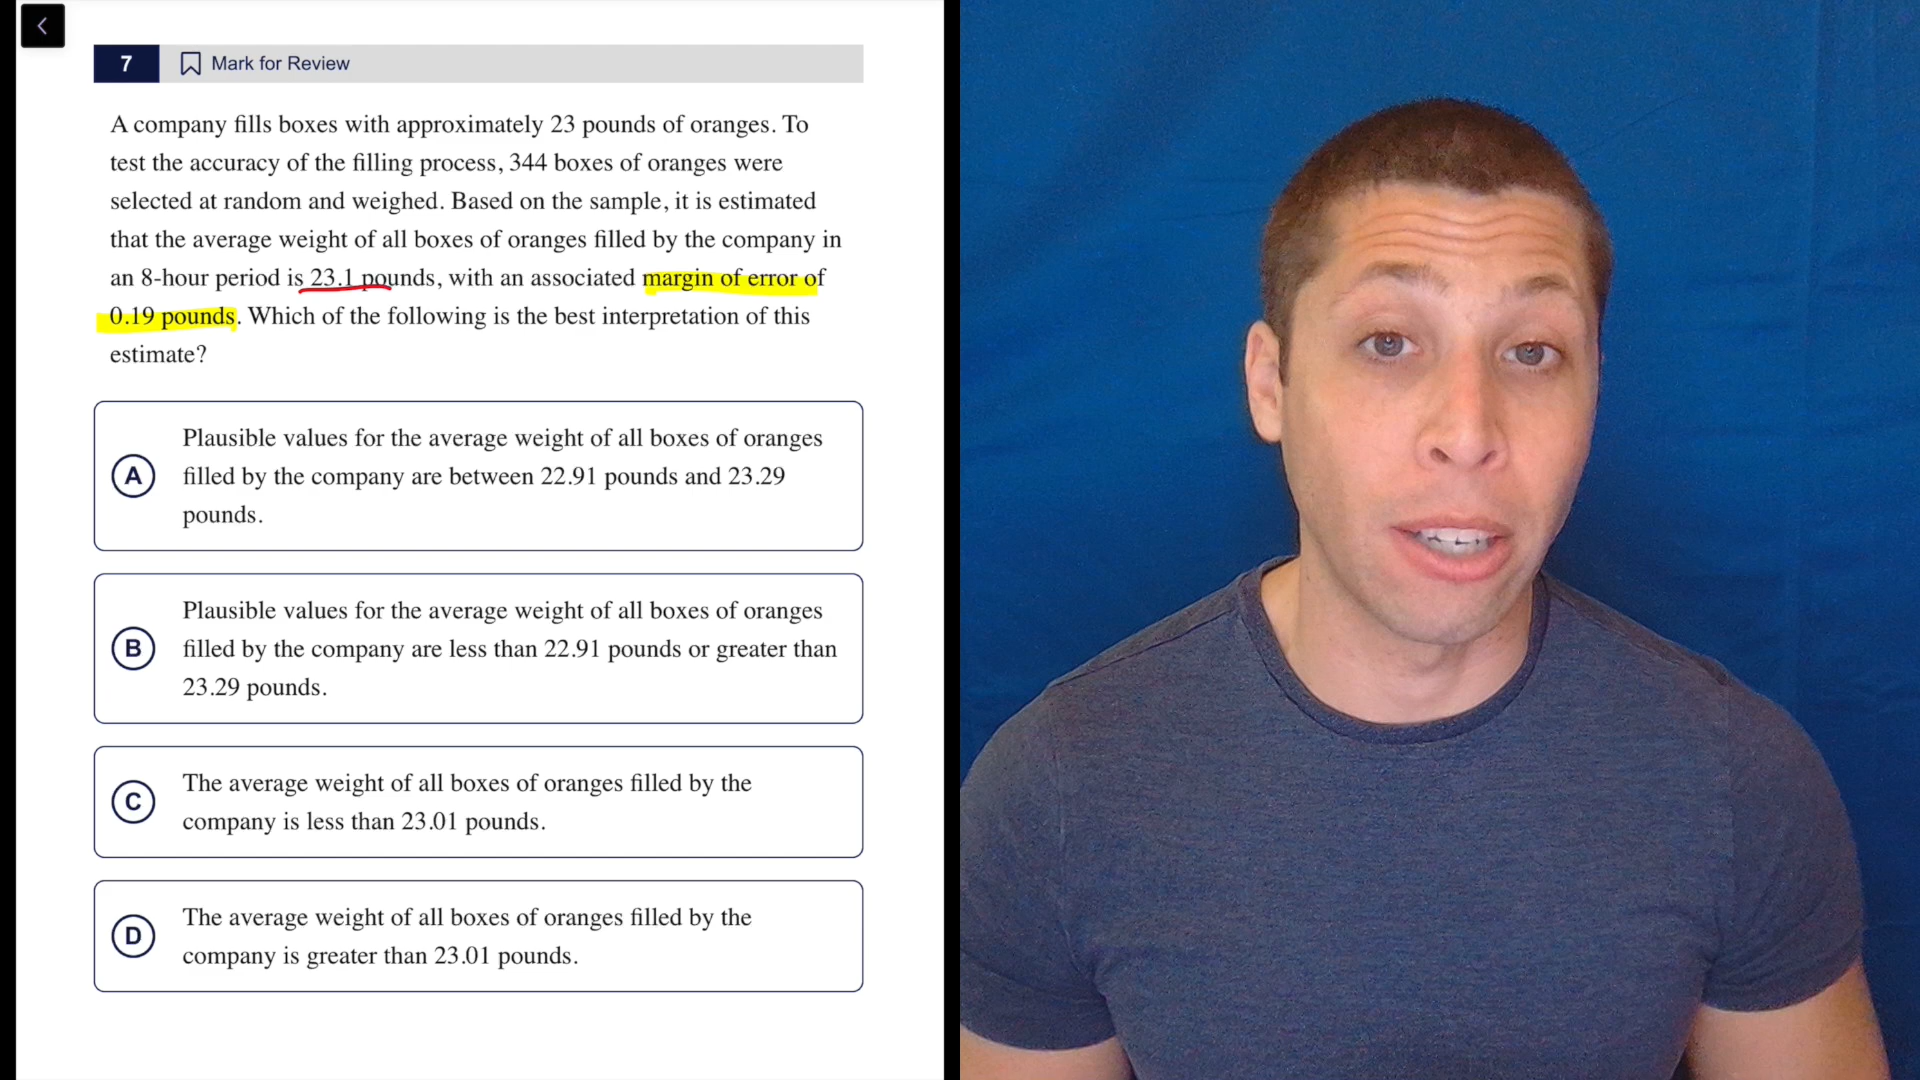 7
Mark for Review
A company fills boxes with approximately 23 pounds of oranges. To
test the accuracy of the filling process, 344 boxes of oranges were
selected at random and weighed. Based on the sample, it is estimated
that the average weight of all boxes of oranges filled by the company in
an 8-hour period is 23.1 pounds, with an associated margin of error of
0.19 pounds. Which of the following is the best interpretation of this
estimate?
A
Plausible values for the average weight of all boxes of oranges
filled by the company are between 22.91 pounds and 23.29
pounds.
B
Plausible values for the average weight of all boxes of oranges
filled by the company are less than 22.91 pounds or greater than
23.29 pounds.
C
The average weight of all boxes of oranges filled by the
company is less than 23.01 pounds.
D
The average weight of all boxes of oranges filled by the
company is greater than 23.01 pounds.